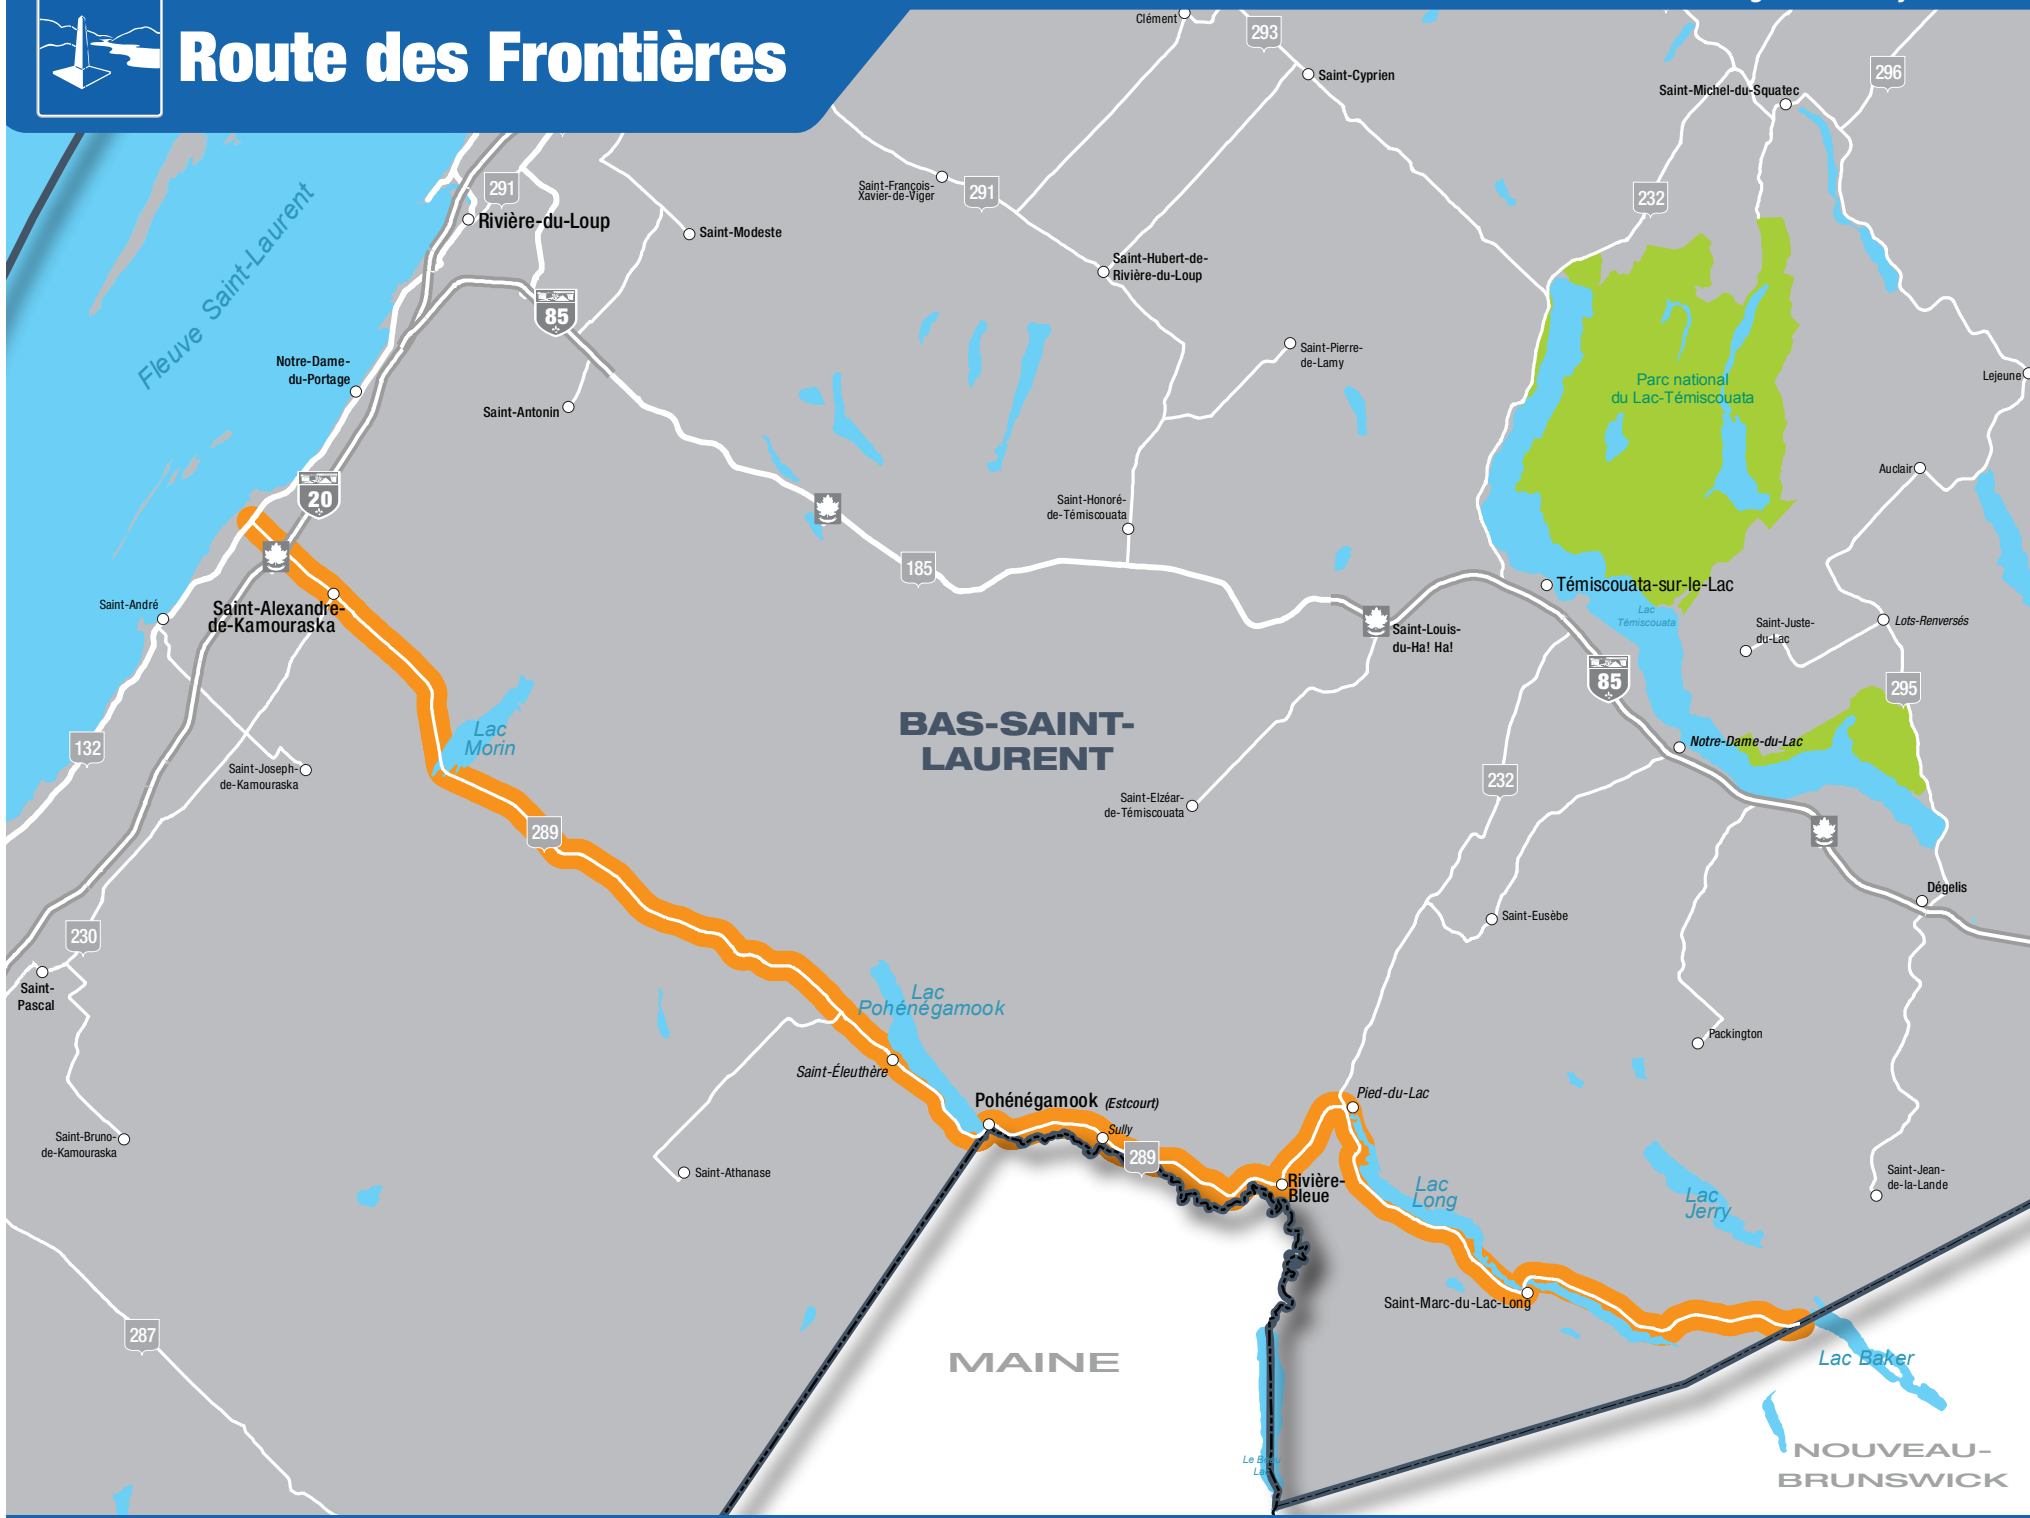 Route des Frontières
Clément
293
Saint-Cyprien
Saint-Michel-du-Squatec
296
291
Rivière-du-Loup
Saint-François-
Xavier-de-Viger
291
232
Saint-Modeste
Fleuve Saint-Laurent
Saint-Hubert-de-
Rivière-du-Loup
85
Saint-Pierre-
de-Lamy
Notre-Dame-
du-Portage
Saint-Antonin
Parc national
du Lac-Témiscouata
Lejeune
Auclair
20
Saint-Honoré-
de-Témiscouata
185
Saint-André
Saint-Alexandre-
de-Kamouraska
Témiscouata-sur-le-Lac
Lac
Témiscouata
Saint-Juste-
du-Lac
Lots-Renversés
Saint-Louis-
du-Ha! Ha!
85
295
Lac
Morin
BAS-SAINT-
LAURENT
132
Notre-Dame-du-Lac
Saint-Joseph-
de-Kamouraska
232
Saint-Elzéar-
de-Témiscouata
289
Dégelis
Saint-Eusèbe
230
Saint-
Pascal
Lac
Pohénégamook
Packington
Saint-Éleuthère
Pohénégamook (Estcourt)
Pied-du-Lac
Sully
Saint-Bruno-
de-Kamouraska
289
Saint-Athanase
Rivière-
Bleue
Lac
Long
Lac
Jerry
Saint-Jean-
de-la-Lande
Saint-Marc-du-Lac-Long
287
MAINE
Lac Baker
Le Beau
Lac
NOUVEAU-
BRUNSWICK